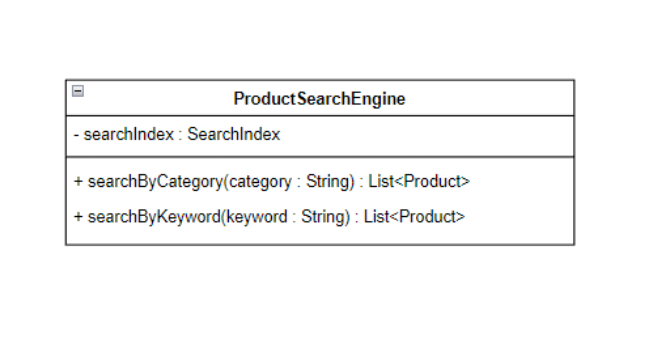 ProductSearchEngine
- searchIndex : SearchIndex
+ searchByCategory(category : String) : List<Product>
+ searchByKeyword(keyword : String) : List<Product>